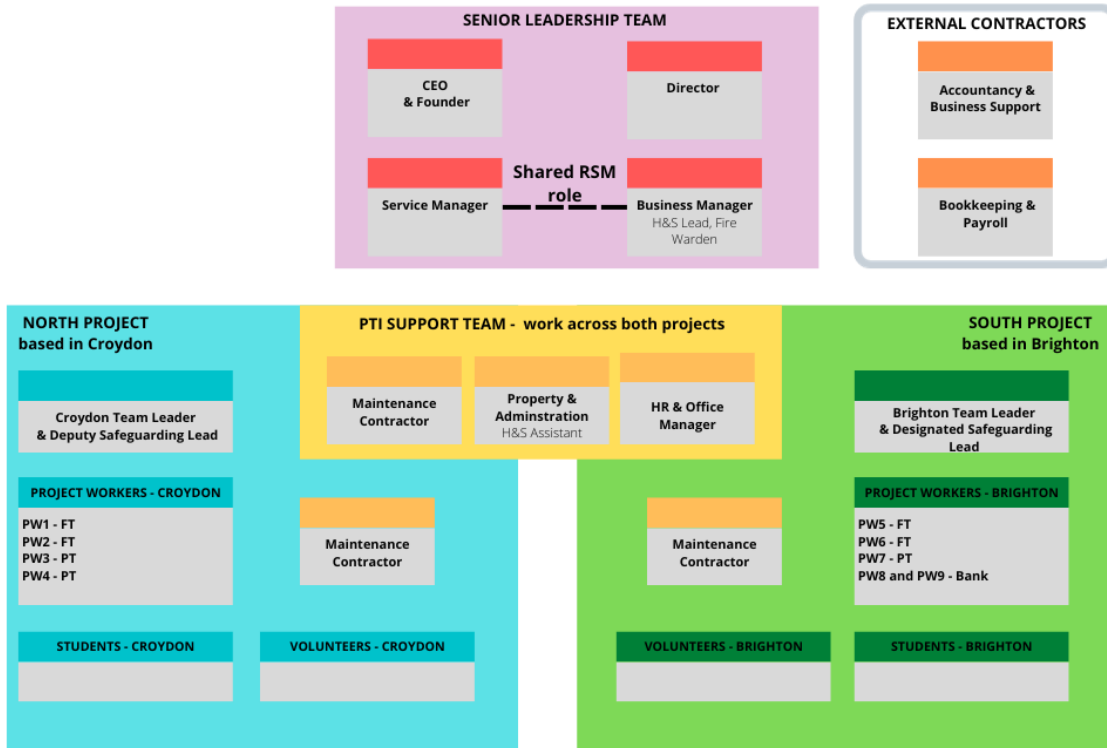 SENIOR LEADERSHIP TEAM
CEO
& Founder
Director
Service Manager
Shared RSM
role
Business Manager
H&S Lead, Fire
Warden
EXTERNAL CONTRACTORS
Accountancy &
Business Support
Bookkeeping &
Payroll
NORTH PROJECT
based in Croydon
Croydon Team Leader
& Deputy Safeguarding Lead
PROJECT WORKERS - CROYDON
PW1 - FT
PW2 - FT
PW3 - PT
PW4 - PT
Maintenance
Contractor
STUDENTS - CROYDON
VOLUNTEERS - CROYDON
PTI SUPPORT TEAM - work across both projects
Maintenance
Contractor
Property &
Adminstration
H&S Assistant
HR & Office
Manager
SOUTH PROJECT
based in Brighton
Brighton Team Leader
& Designated Safeguarding
Lead
Maintenance
Contractor
PROJECT WORKERS - BRIGHTON
PW5 - FT
PW6 - FT
PW7 - PT
PW8 and PW9 - Bank
VOLUNTEERS - BRIGHTON
STUDENTS - BRIGHTON